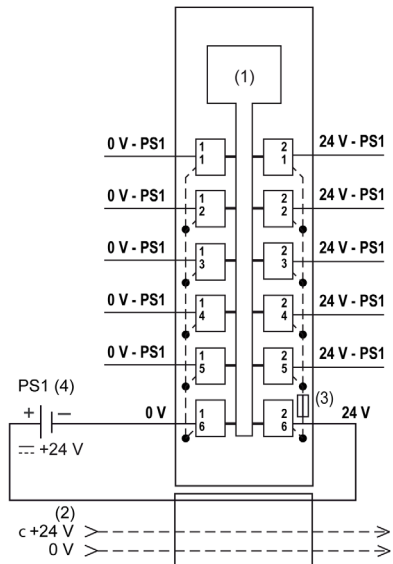 (1)
0 V - PS1 1 1 2 1 24 V - PS1
0 V - PS1 1 2 2 2 24 V - PS1
0 V - PS1 1 3 2 3 24 V - PS1
0 V - PS1 1 4 2 4 24 V - PS1
0 V - PS1 1 5 2 5 24 V - PS1
PS1 (4)
(3)
+ − 0 V 1 6 2 6 24 V
+24 V
(2)
c +24 V
0 V